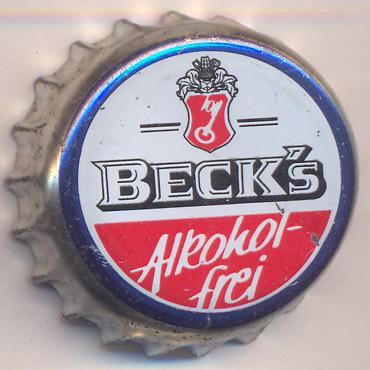 BECK'S
Alkohol-
frei